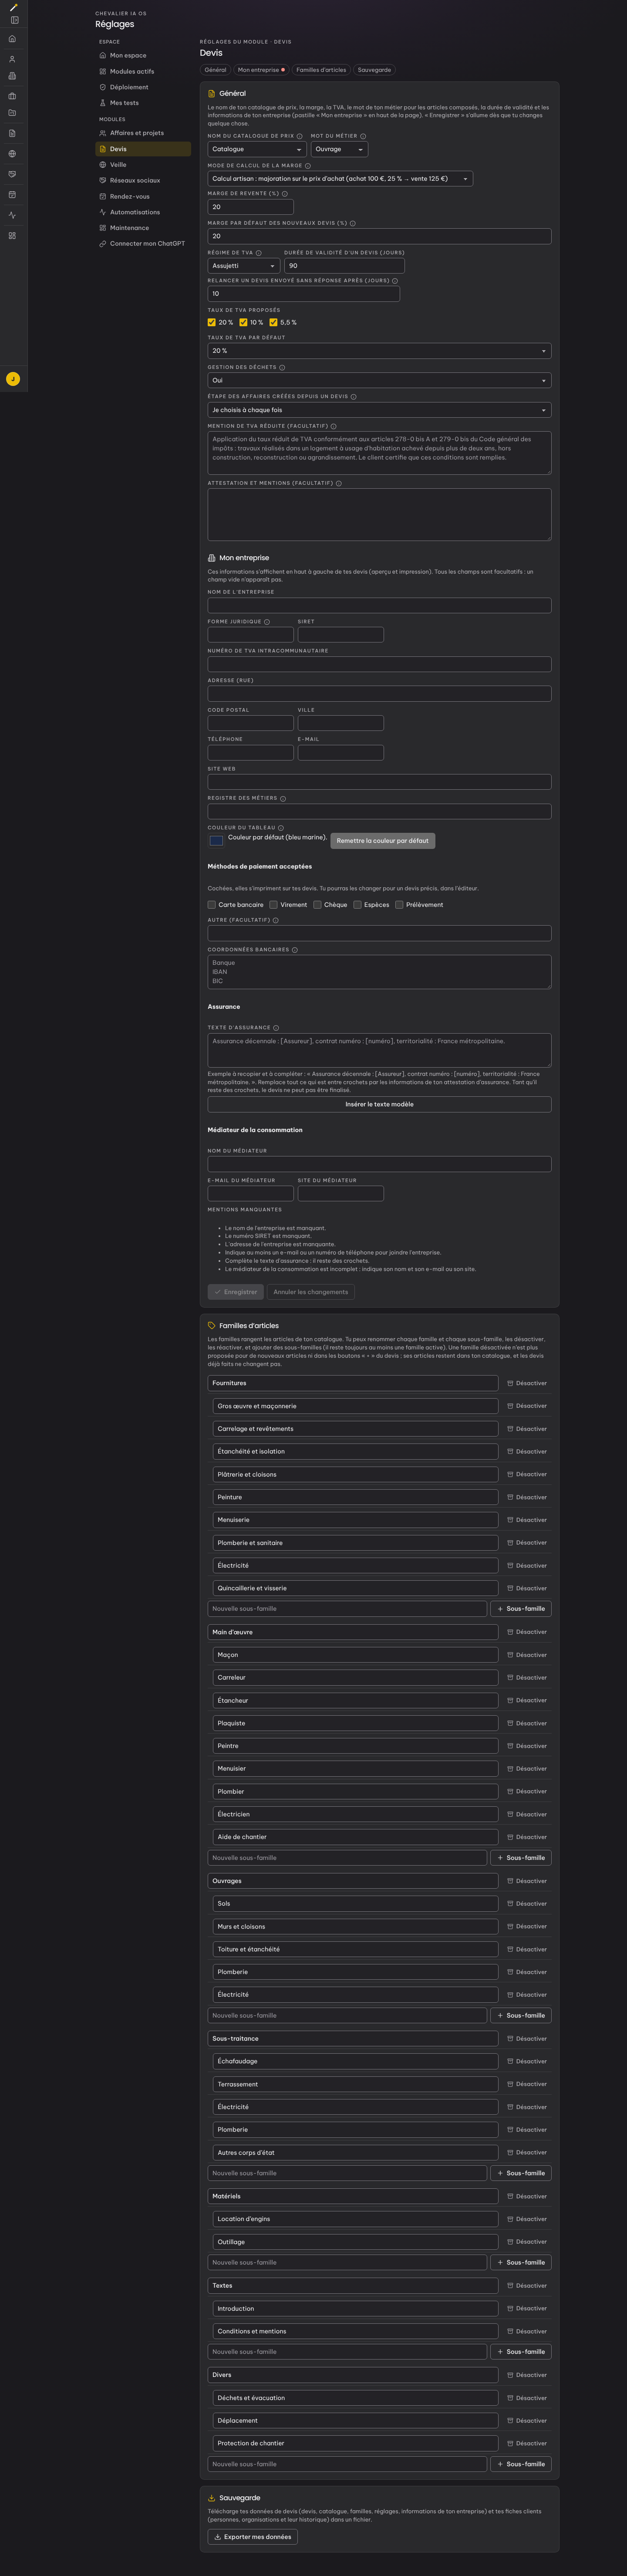 CHEVALIER IA OS
Réglages
ESPACE
Mon espace
Modules actifs
Déploiement
Mes tests
MODULES
Affaires et projets
Devis
Veille
Réseaux sociaux
Rendez-vous
Automatisations
Maintenance
Connecter mon ChatGPT
J
RÉGLAGES DU MODULE · DEVIS
Devis
Général
Mon entreprise
Familles d'articles
Sauvegarde
Général
Le nom de ton catalogue de prix, la marge, la TVA, le mot de ton métier pour les articles composés, la durée de validité et les
informations de ton entreprise (pastille « Mon entreprise » en haut de la page). « Enregistrer » s'allume dès que tu changes
quelque chose.
NOM DU CATALOGUE DE PRIX
MOT DU MÉTIER
Catalogue
Ouvrage
MODE DE CALCUL DE LA MARGE
Calcul artisan : majoration sur le prix d'achat (achat 100 €, 25 % → vente 125 €)
MARGE DE REVENTE (%)
20
MARGE PAR DÉFAUT DES NOUVEAUX DEVIS (%)
20
RÉGIME DE TVA
DURÉE DE VALIDITÉ D'UN DEVIS (JOURS)
Assujetti
90
RELANCER UN DEVIS ENVOYÉ SANS RÉPONSE APRÈS (JOURS)
10
TAUX DE TVA PROPOSÉS
20 %
10 %
5,5 %
TAUX DE TVA PAR DÉFAUT
20 %
GESTION DES DÉCHETS
Oui
ÉTAPE DES AFFAIRES CRÉÉES DEPUIS UN DEVIS
Je choisis à chaque fois
MENTION DE TVA RÉDUITE (FACULTATIF)
Application du taux réduit de TVA conformément aux articles 278-0 bis A et 279-0 bis du Code général des
impôts : travaux réalisés dans un logement à usage d'habitation achevé depuis plus de deux ans, hors
construction, reconstruction ou agrandissement. Le client certifie que ces conditions sont remplies.
ATTESTATION ET MENTIONS (FACULTATIF)
Mon entreprise
Ces informations s'affichent en haut à gauche de tes devis (aperçu et impression). Tous les champs sont facultatifs : un
champ vide n'apparaît pas.
NOM DE L'ENTREPRISE
FORME JURIDIQUE
SIRET
NUMÉRO DE TVA INTRACOMMUNAUTAIRE
ADRESSE (RUE)
CODE POSTAL
VILLE
TÉLÉPHONE
E-MAIL
SITE WEB
REGISTRE DES MÉTIERS
COULEUR DU TABLEAU
Couleur par défaut (bleu marine).
Remettre la couleur par défaut
Méthodes de paiement acceptées
Cochées, elles s'impriment sur tes devis. Tu pourras les changer pour un devis précis, dans l'éditeur.
Carte bancaire
Virement
Chèque
Espèces
Prélèvement
AUTRE (FACULTATIF)
COORDONNÉES BANCAIRES
Banque
IBAN
BIC
Assurance
TEXTE D'ASSURANCE
Assurance décennale : [Assureur], contrat numéro : [numéro], territorialité : France métropolitaine.
Exemple à recopier et à compléter : « Assurance décennale : [Assureur], contrat numéro : [numéro], territorialité : France
métropolitaine. ». Remplace tout ce qui est entre crochets par les informations de ton attestation d'assurance. Tant qu'il
reste des crochets, le devis ne peut pas être finalisé.
Insérer le texte modèle
Médiateur de la consommation
NOM DU MÉDIATEUR
E-MAIL DU MÉDIATEUR
SITE DU MÉDIATEUR
MENTIONS MANQUANTES
Le nom de l'entreprise est manquant.
Le numéro SIRET est manquant.
L'adresse de l'entreprise est manquante.
Indique au moins un e-mail ou un numéro de téléphone pour joindre l'entreprise.
Complète le texte d'assurance : il reste des crochets.
Le médiateur de la consommation est incomplet : indique son nom et son e-mail ou son site.
Enregistrer
Annuler les changements
Familles d'articles
Les familles rangent les articles de ton catalogue. Tu peux renommer chaque famille et chaque sous-famille, les désactiver,
les réactiver, et ajouter des sous-familles (il reste toujours au moins une famille active). Une famille désactivée n'est plus
proposée pour de nouveaux articles ni dans les boutons « + » du devis ; ses articles restent dans ton catalogue, et les devis
déjà faits ne changent pas.
Fournitures
Désactiver
Gros œuvre et maçonnerie
Désactiver
Carrelage et revêtements
Désactiver
Étanchéité et isolation
Désactiver
Plâtrerie et cloisons
Désactiver
Peinture
Désactiver
Menuiserie
Désactiver
Plomberie et sanitaire
Désactiver
Électricité
Désactiver
Quincaillerie et visserie
Désactiver
Nouvelle sous-famille
Sous-famille
Main d'œuvre
Désactiver
Maçon
Désactiver
Carreleur
Désactiver
Étancheur
Désactiver
Plaquiste
Désactiver
Peintre
Désactiver
Menuisier
Désactiver
Plombier
Désactiver
Électricien
Désactiver
Aide de chantier
Désactiver
Nouvelle sous-famille
Sous-famille
Ouvrages
Désactiver
Sols
Désactiver
Murs et cloisons
Désactiver
Toiture et étanchéité
Désactiver
Plomberie
Désactiver
Électricité
Désactiver
Nouvelle sous-famille
Sous-famille
Sous-traitance
Désactiver
Échafaudage
Désactiver
Terrassement
Désactiver
Électricité
Désactiver
Plomberie
Désactiver
Autres corps d'état
Désactiver
Nouvelle sous-famille
Sous-famille
Matériels
Désactiver
Location d'engins
Désactiver
Outillage
Désactiver
Nouvelle sous-famille
Sous-famille
Textes
Désactiver
Introduction
Désactiver
Conditions et mentions
Désactiver
Nouvelle sous-famille
Sous-famille
Divers
Désactiver
Déchets et évacuation
Désactiver
Déplacement
Désactiver
Protection de chantier
Désactiver
Nouvelle sous-famille
Sous-famille
Sauvegarde
Télécharge tes données de devis (devis, catalogue, familles, réglages, informations de ton entreprise) et tes fiches clients
(personnes, organisations et leur historique) dans un fichier.
Exporter mes données